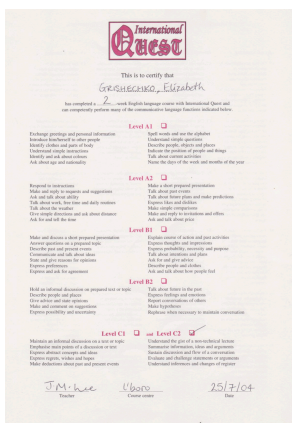 International
QUEST
This is to certify that
GRISHECHKO, Elizabeth
has completed a 2 week English language course with International Quest and
can competently perform many of the communicative language functions indicated below.
Level A1
Exchange greetings and personal information
Introduce him/herself to other people
Identify clothes and parts of body
Understand simple instructions
Identify and ask about colours
Ask about age and nationality
Spell words and use the alphabet
Understand simple questions
Describe people, objects and places
Indicate the position of people and things
Talk about current activities
Name the days of the week and months of the year
Level A2
Respond to instructions
Make and reply to requests and suggestions
Ask and talk about ability
Talk about work, free time and daily routines
Talk about the weather
Give simple directions and ask about distance
Ask for and tell the time
Make a short prepared presentation
Talk about past events
Talk about future plans and make predictions
Express likes and dislikes
Make simple comparisons
Make and reply to invitations and offers
Ask and talk about price
Level B1
Make and discuss a short prepared presentation
Answer questions on a prepared topic
Describe past and present events
Communicate and talk about ideas
State and give reasons for opinions
Express preferences
Express and ask for agreement
Explain course of action and past activities
Express thoughts and impressions
Express probability, necessity and purpose
Talk about intentions and plans
Ask for and give advice
Describe people and clothes
Ask and talk about how people feel
Level B2
Hold an informal discussion on prepared text or topic
Describe people and places
Give advice and state opinions
Make and comment on suggestions
Express possibility and uncertainty
Talk about future in the past
Express feelings and emotions
Report conversations of others
Make hypotheses
Rephrase when necessary to maintain conversation
Level C1 and Level C2
Maintain an informal discussion on a text or topic
Emphasise main points of a discussion or text
Express abstract concepts and ideas
Express regrets, wishes and hopes
Make deductions about past and present events
Understand the gist of a non-technical lecture
Summarise information, ideas and arguments
Sustain discussion and flow of a conversation
Evaluate and challenge statements or arguments
Understand inferences and changes of register
J.M. Lee
L'boro
25/7/04
Teacher
Course centre
Date